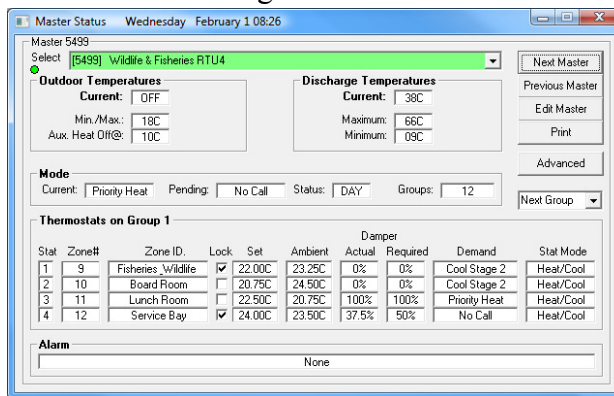 Master Status Wednesday February 1 08:26
Master 5499
Select [5499] Wildlife & Fisheries RTU4
Next Master
Previous Master
Edit Master
Print
Advanced
Next Group
Outdoor Temperatures
Current: OFF
Min./Max.: 18C
Aux. Heat Off@: 10C
Discharge Temperatures
Current: 38C
Maximum: 66C
Minimum: 09C
Mode
Current: Priority Heat Pending: No Call Status: DAY Groups: 12
Thermostats on Group 1
Damper
Stat Zone# Zone ID. Lock Set Ambient Actual Required Demand Stat Mode
1 9 Fisheries_Wildlife 22.00C 23.25C 0% 0% Cool Stage 2 Heat/Cool
2 10 Board Room 20.75C 24.50C 0% 0% Cool Stage 2 Heat/Cool
3 11 Lunch Room 22.50C 20.75C 100% 100% Priority Heat Heat/Cool
4 12 Service Bay 24.00C 23.50C 37.5% 50% No Call Heat/Cool
Alarm
None